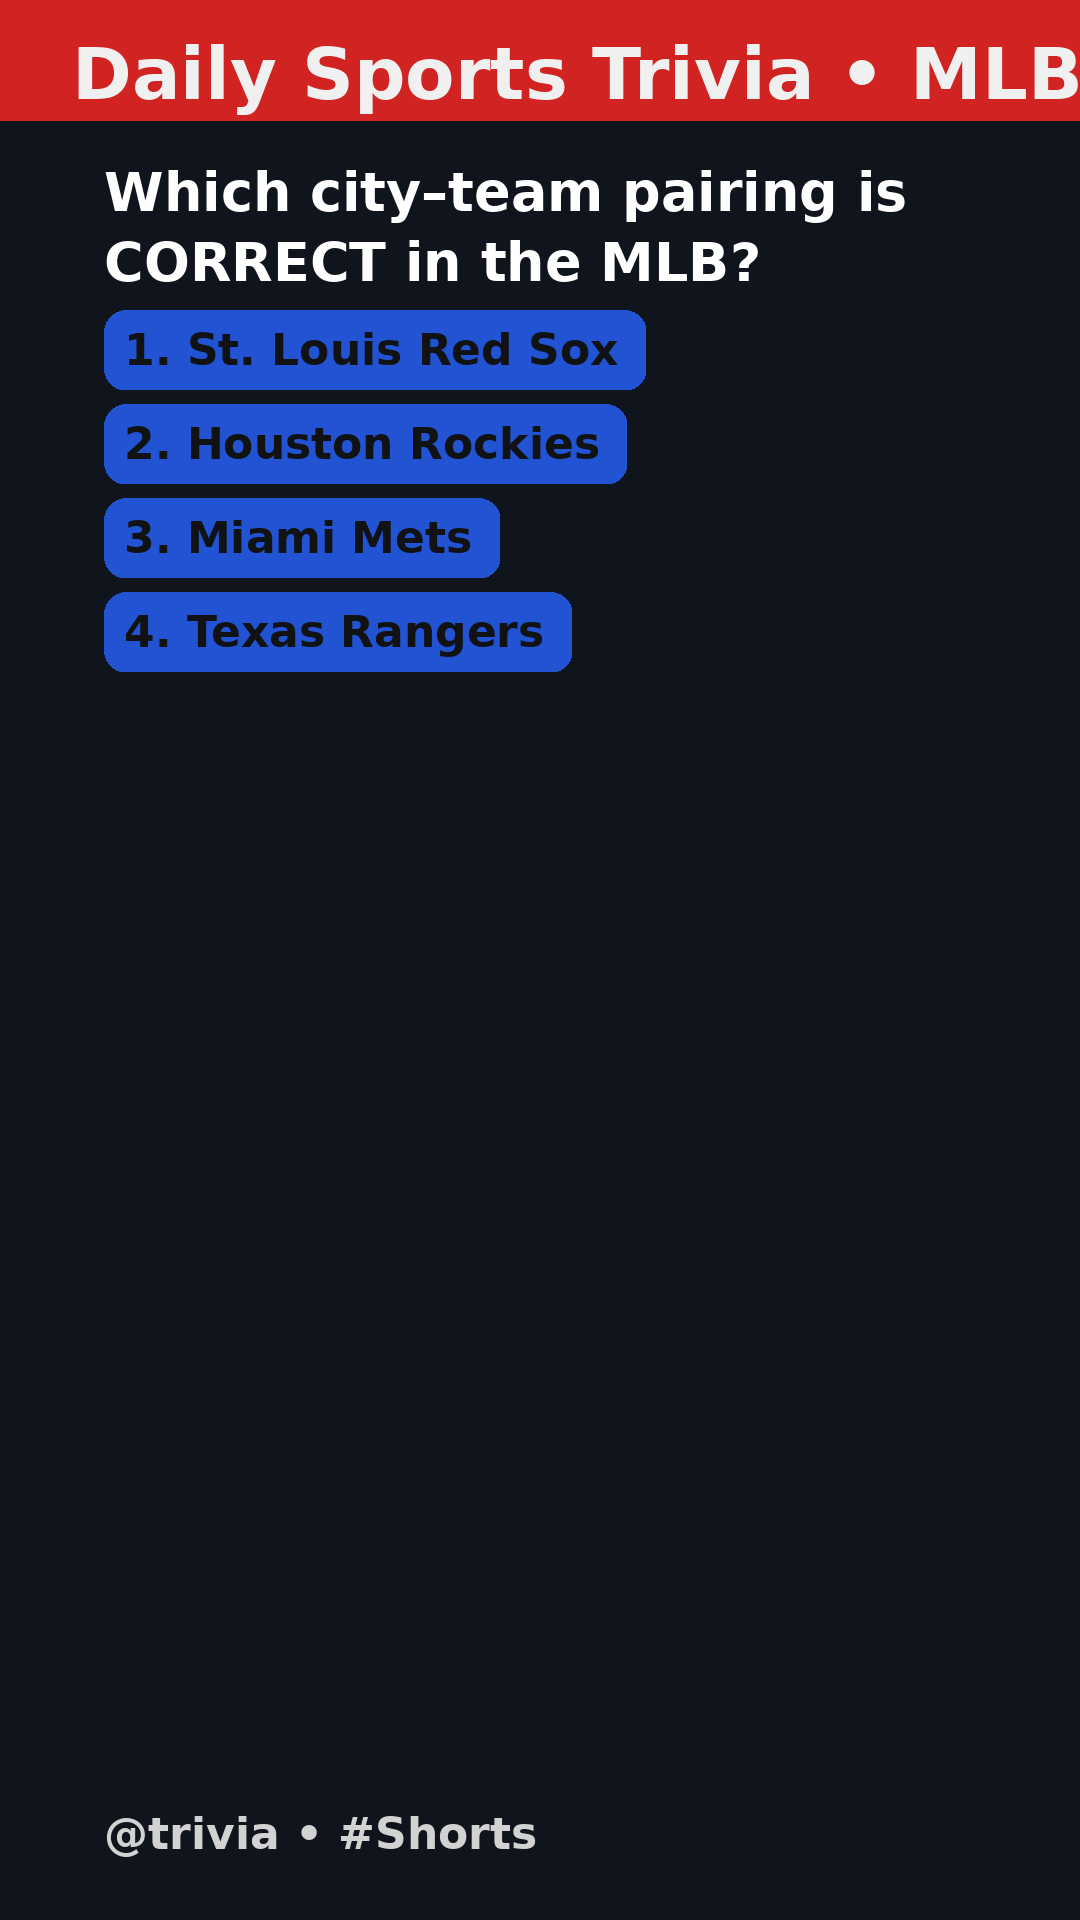 Daily Sports Trivia • MLB
Which city–team pairing is
CORRECT in the MLB?
1. St. Louis Red Sox
2. Houston Rockies
3. Miami Mets
4. Texas Rangers
@trivia • #Shorts